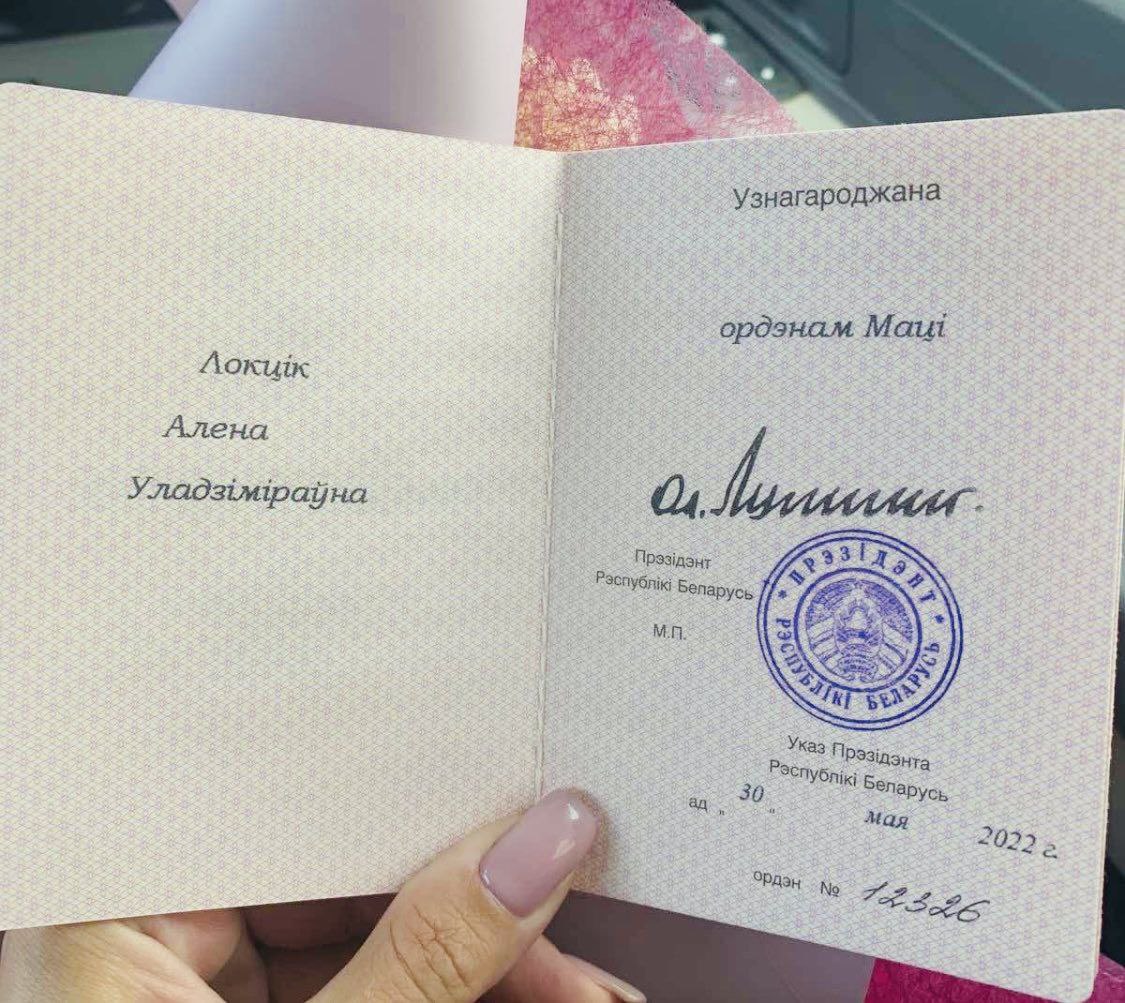 Локцік
Алена
Уладзіміраўна
Узнагароджана
ордэнам Маці
Прэзідэнт
Рэспублікі Беларусь
М.П.
ПРЭЗІДЭНТ
РЭСПУБЛІКІ БЕЛАРУСЬ
Указ Прэзідэнта
Рэспублікі Беларусь
ад „ 30 “ мая 2022 г.
ордэн № 12326